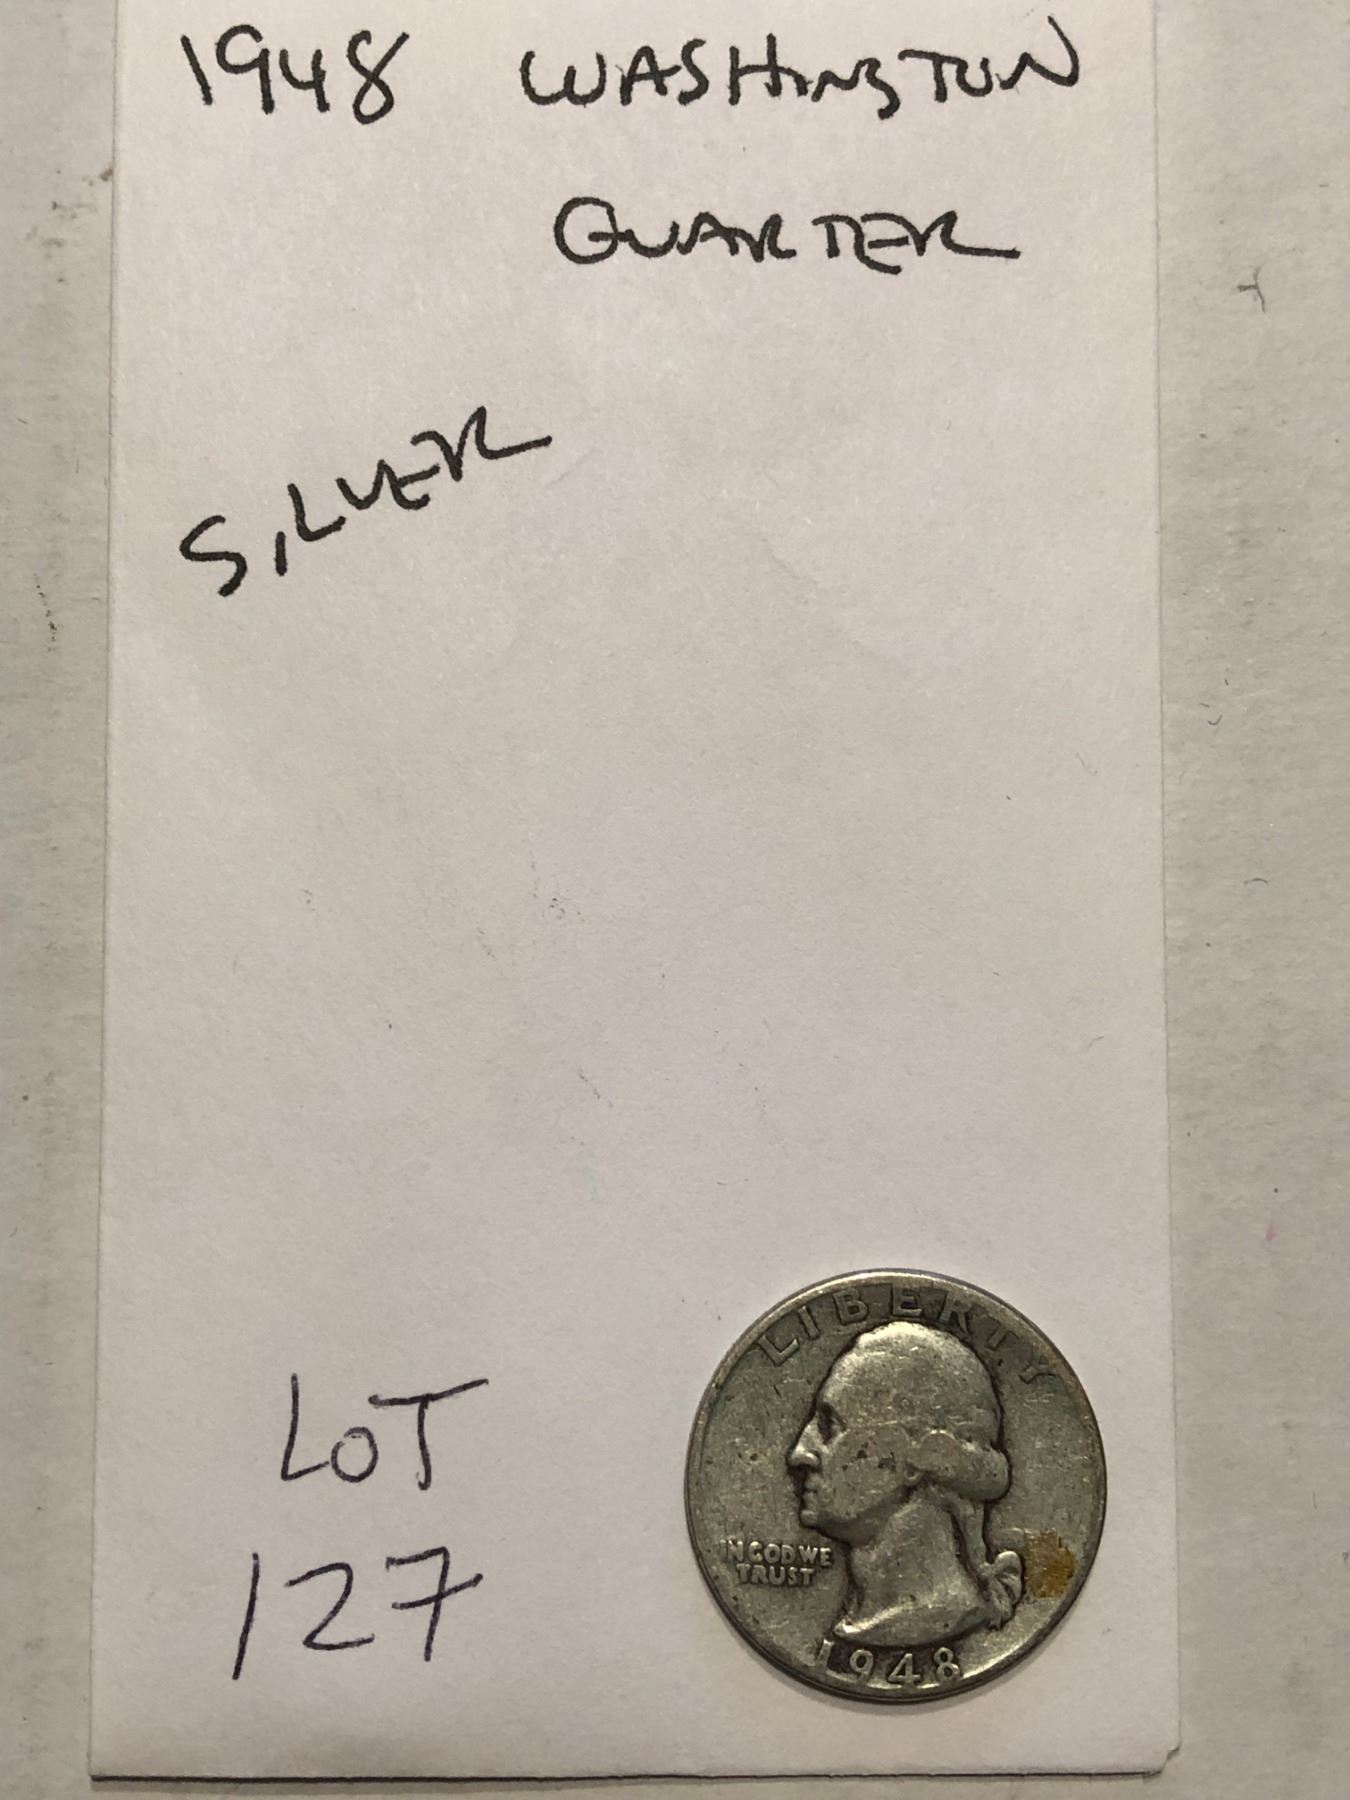 1948 WASHINGTON
QUARTER
SILVER
LOT
127
LIBERTY
IN GOD WE
TRUST
1948